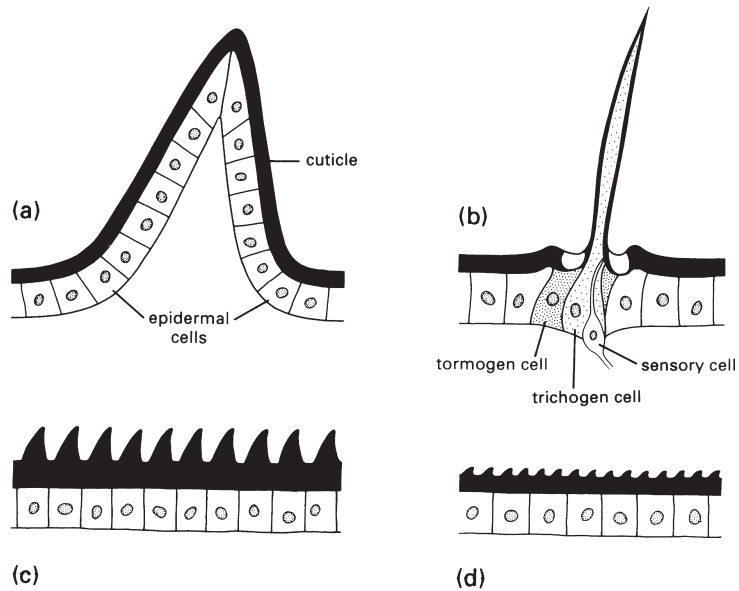 cuticle
(a)
(b)
epidermal
cells
tormogen cell
sensory cell
trichogen cell
(c)
(d)